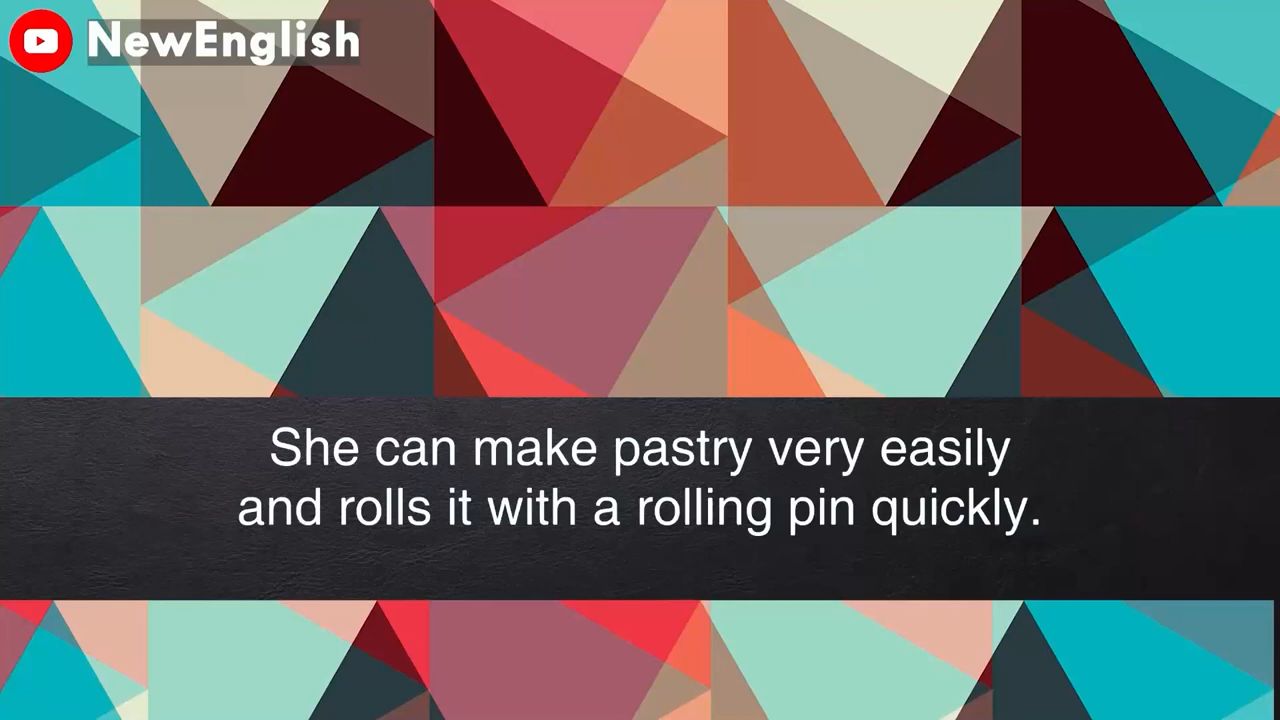 NewEnglish
She can make pastry very easily
and rolls it with a rolling pin quickly.